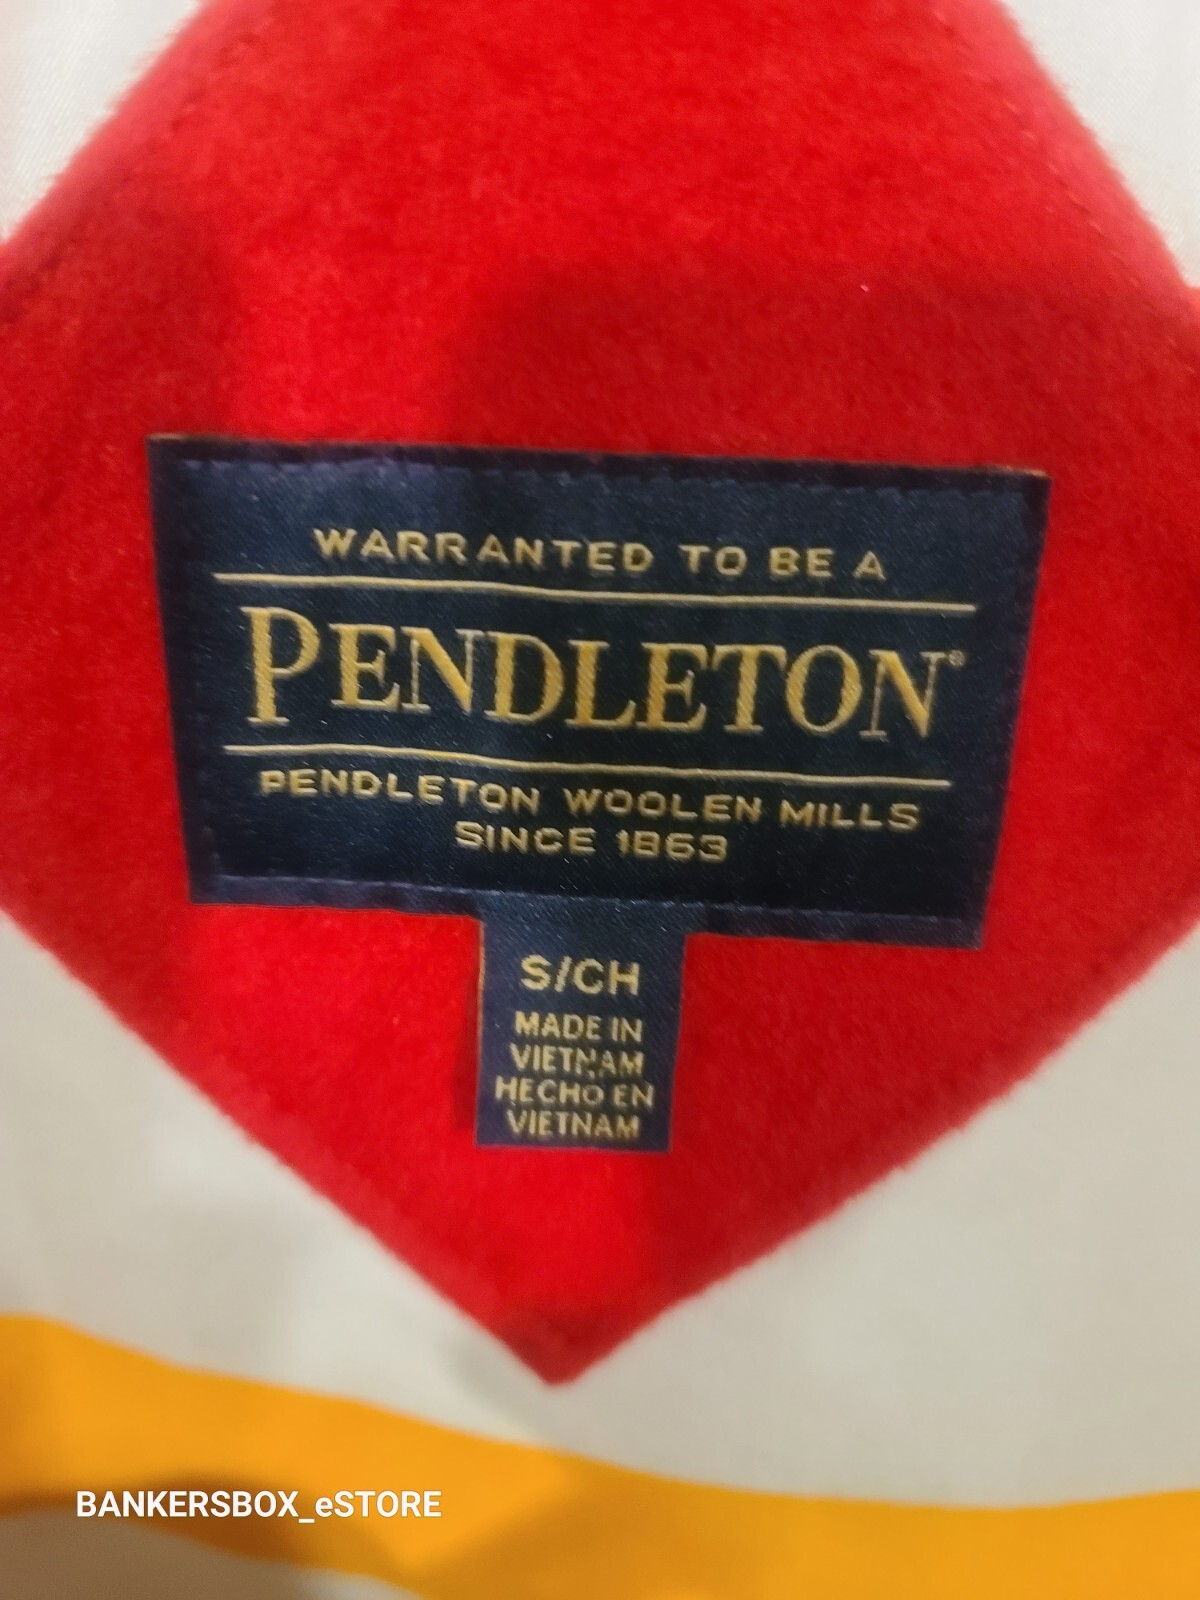 WARRANTED TO BE A
PENDLETON®
PENDLETON WOOLEN MILLS
SINCE 1863
S/CH
MADE IN
VIETNAM
HECHO EN
VIETNAM
BANKERSBOX_eSTORE